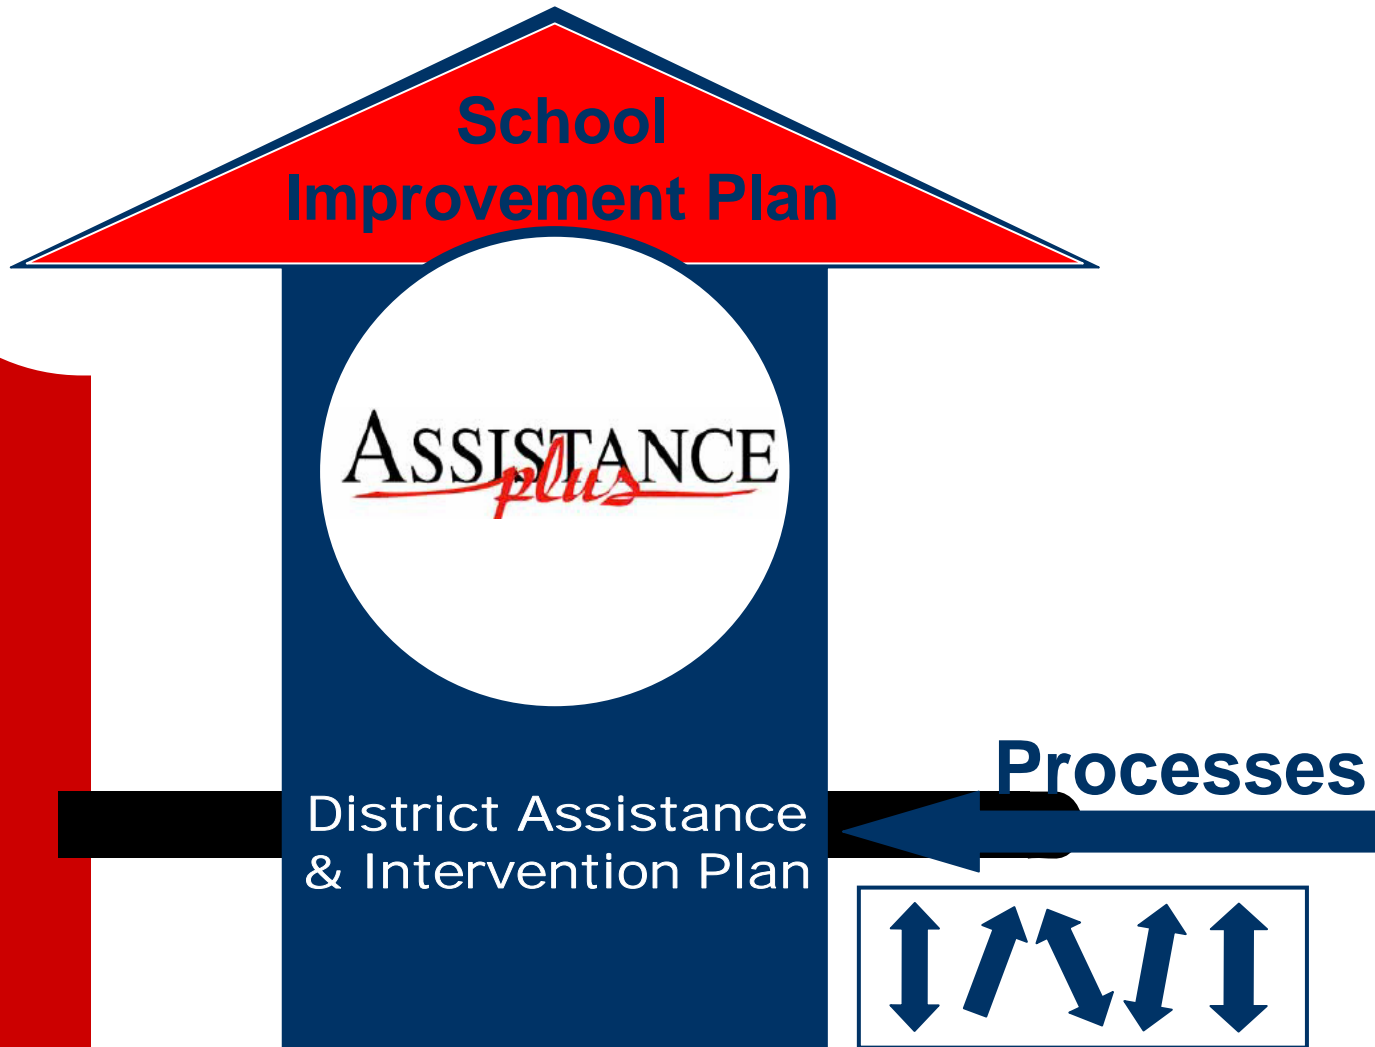 School
Improvement Plan
ASSISTANCE
plus
Processes
District Assistance
& Intervention Plan